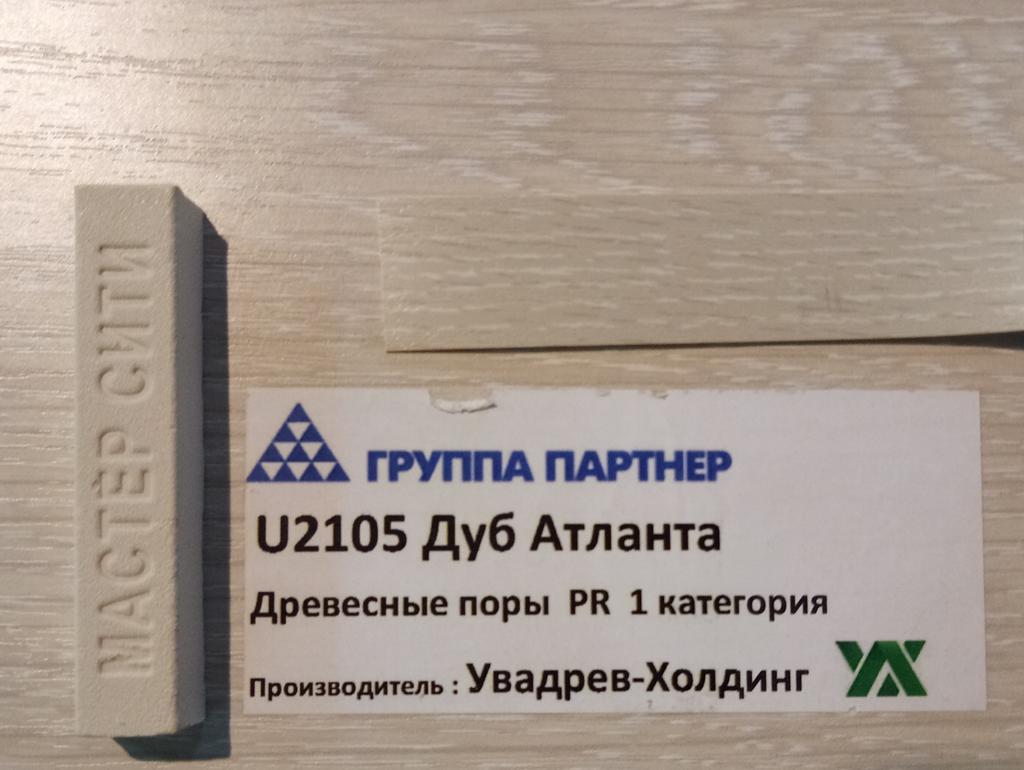 МАСТЕР СИТИ
ГРУППА ПАРТНЕР
U2105 Дуб Атланта
Древесные поры PR 1 категория
Производитель : Увадрев-Холдинг